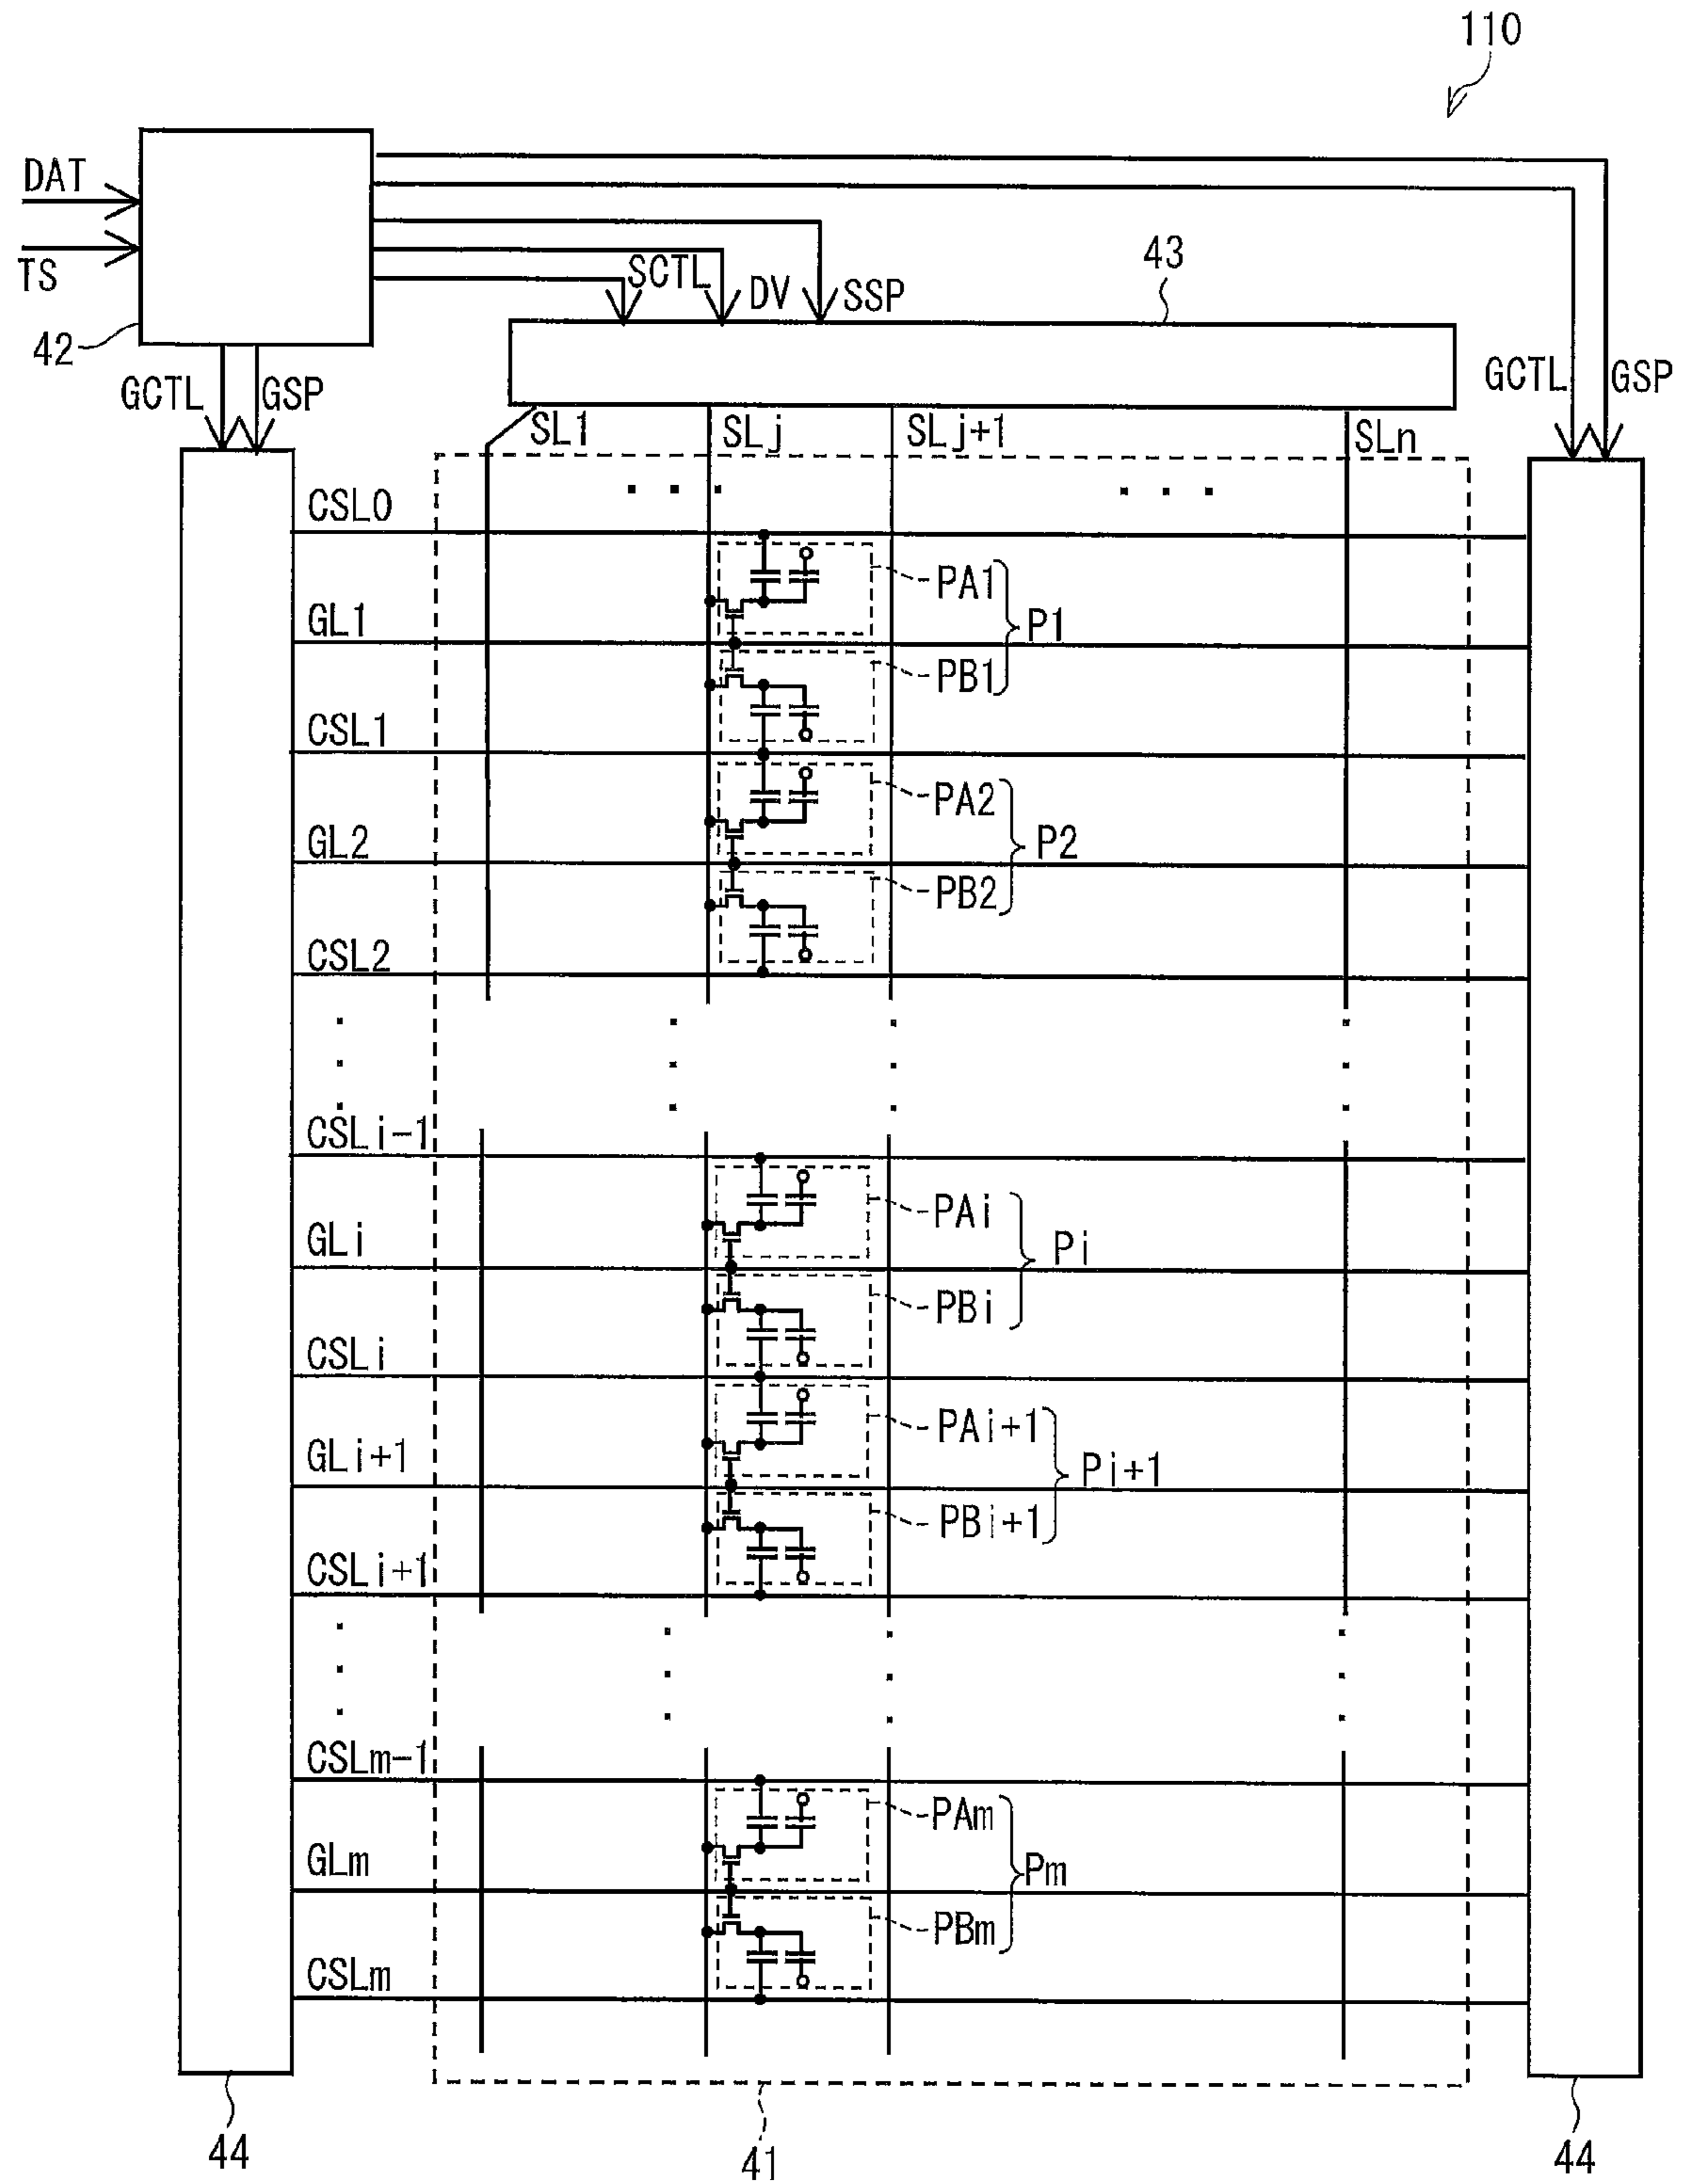 110
DAT
TS
42
SCTL
DV
SSP
43
GCTL
GSP
GCTL
GSP
SL1
SLj
SLj+1
SLn
CSL0
PA1
P1
GL1
PB1
CSL1
PA2
P2
GL2
PB2
CSL2
CSLi-1
PAi
Pi
GLi
PBi
CSLi
PAi+1
Pi+1
GLi+1
PBi+1
CSLi+1
CSLm-1
PAm
Pm
GLm
PBm
CSLm
44
41
44